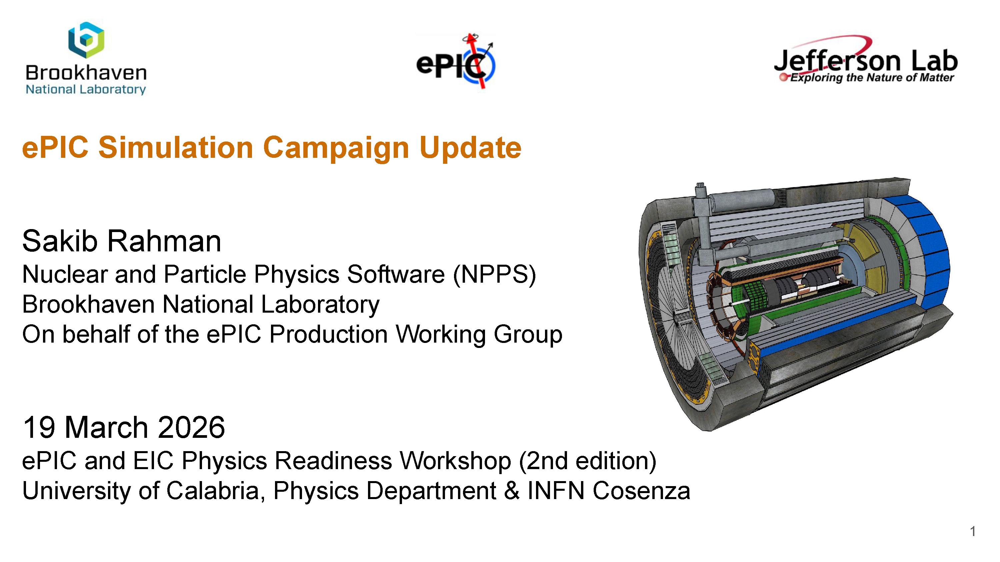 Brookhaven
National Laboratory
ePIC
Jefferson Lab
Exploring the Nature of Matter
ePIC Simulation Campaign Update
Sakib Rahman
Nuclear and Particle Physics Software (NPPS)
Brookhaven National Laboratory
On behalf of the ePIC Production Working Group
19 March 2026
ePIC and EIC Physics Readiness Workshop (2nd edition)
University of Calabria, Physics Department & INFN Cosenza
1